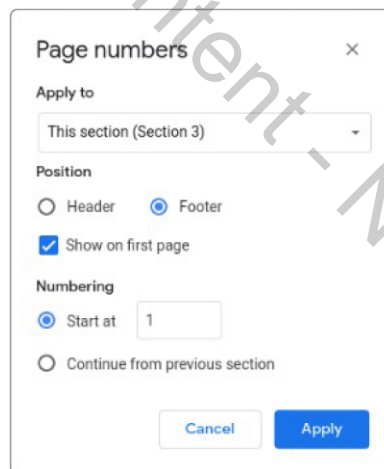 Page numbers
Apply to
This section (Section 3)
Position
Header Footer
Show on first page
Numbering
Start at 1
Continue from previous section
Cancel Apply